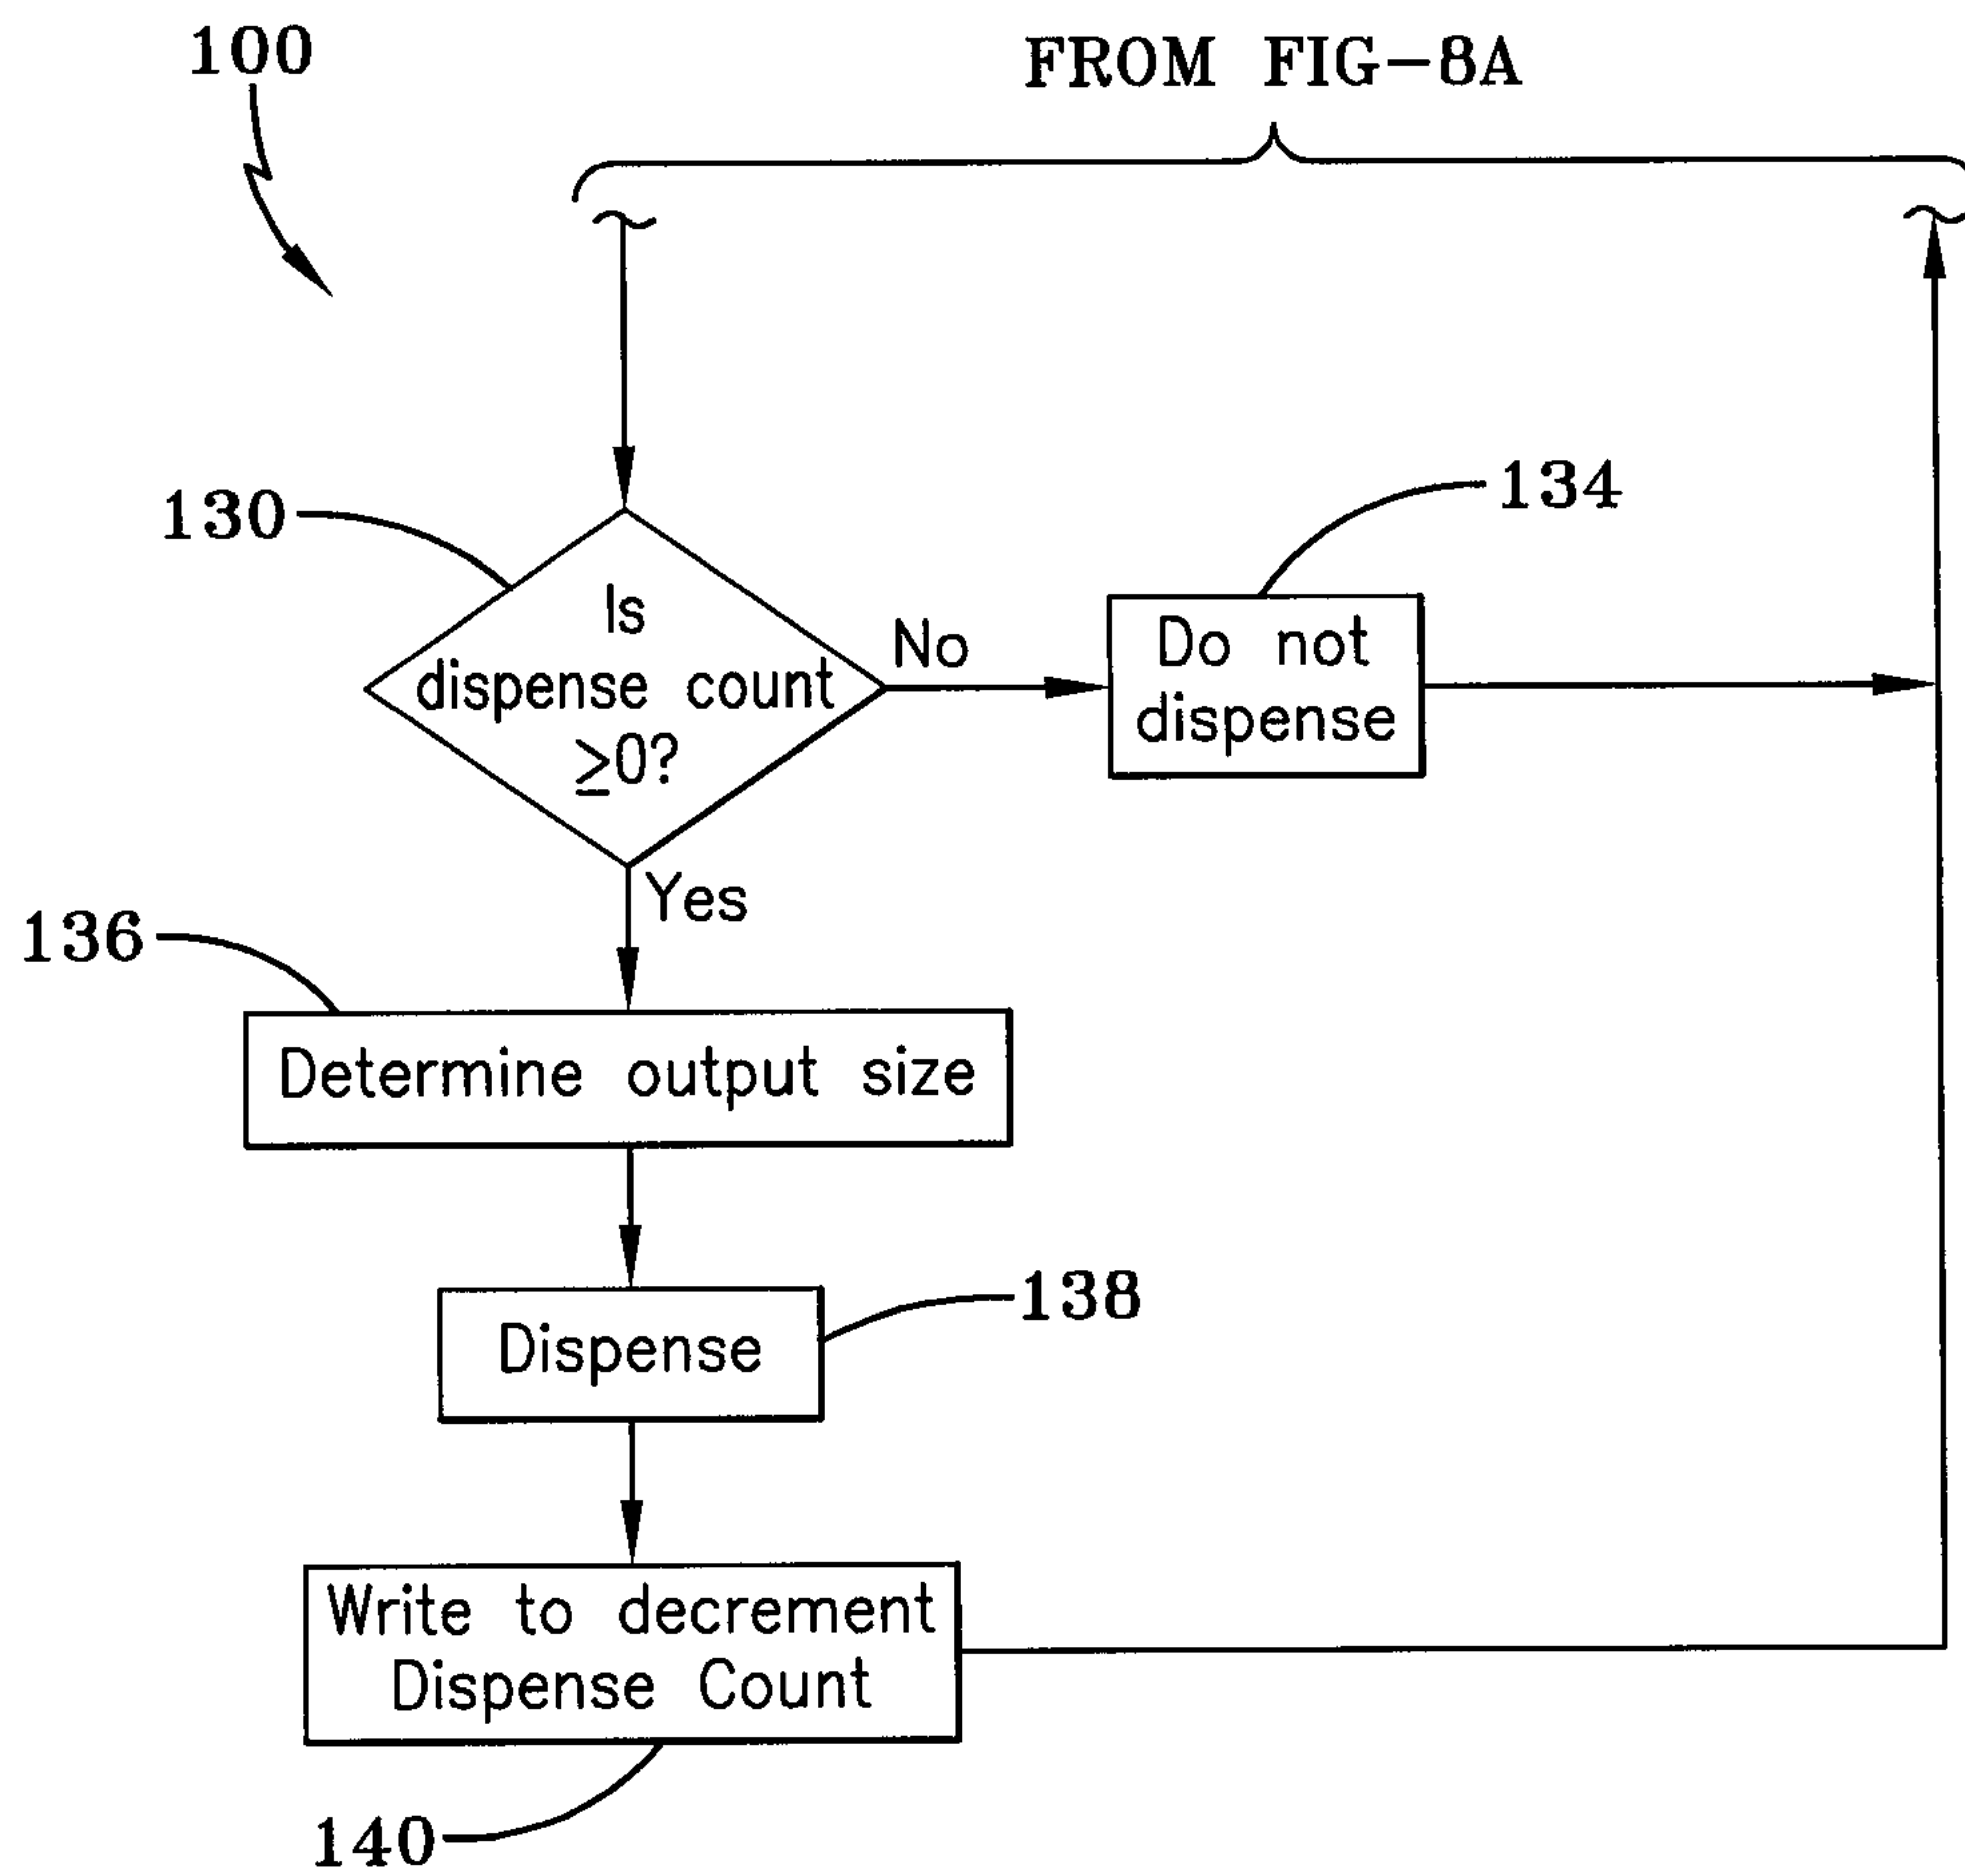 100
FROM FIG-8A
130
134
Is
dispense count
≥0?
No
Do not
dispense
Yes
136
Determine output size
138
Dispense
Write to decrement
Dispense Count
140